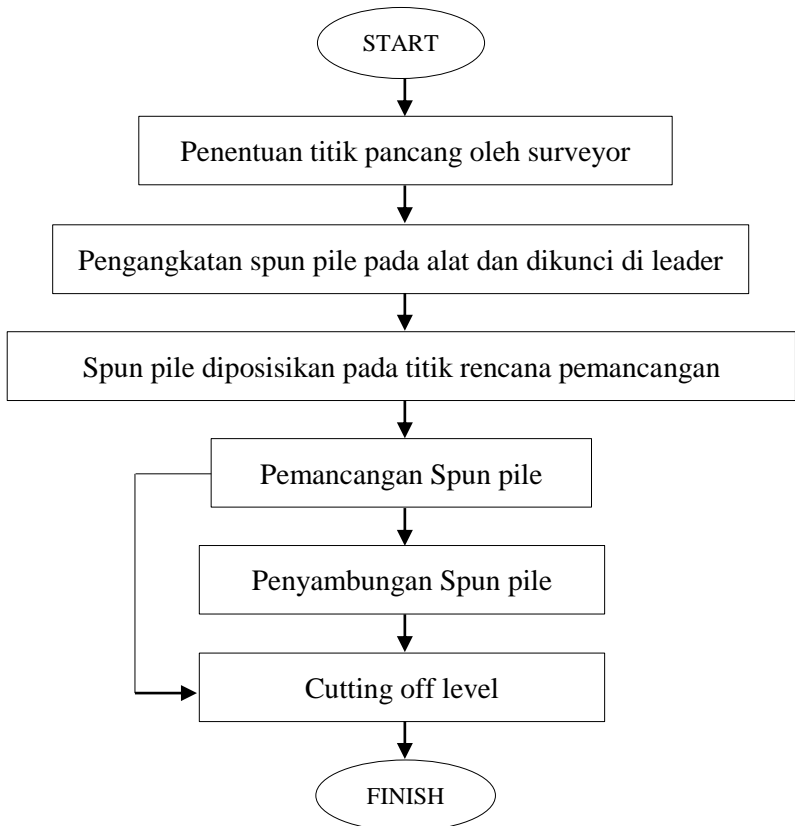 START
Penentuan titik pancang oleh surveyor
Pengangkatan spun pile pada alat dan dikunci di leader
Spun pile diposisikan pada titik rencana pemancangan
Pemancangan Spun pile
Penyambungan Spun pile
Cutting off level
FINISH